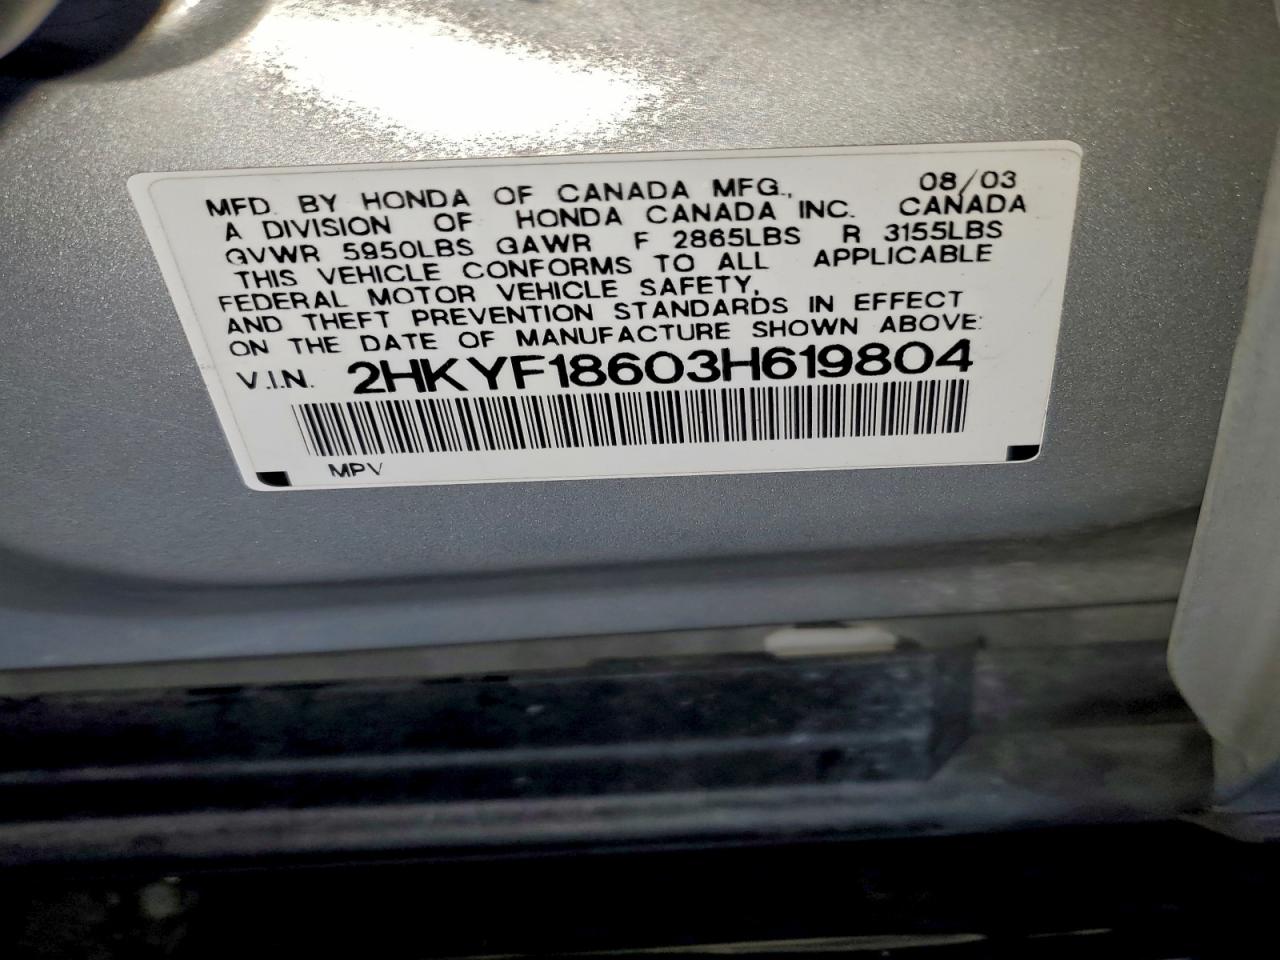 MFD. BY HONDA OF CANADA MFG., 08/03
A DIVISION OF HONDA CANADA INC. CANADA
GVWR 5950LBS GAWR F 2865LBS R 3155LBS
THIS VEHICLE CONFORMS TO ALL APPLICABLE
FEDERAL MOTOR VEHICLE SAFETY,
AND THEFT PREVENTION STANDARDS IN EFFECT
ON THE DATE OF MANUFACTURE SHOWN ABOVE:
V.I.N. 2HKYF18603H619804
MPV